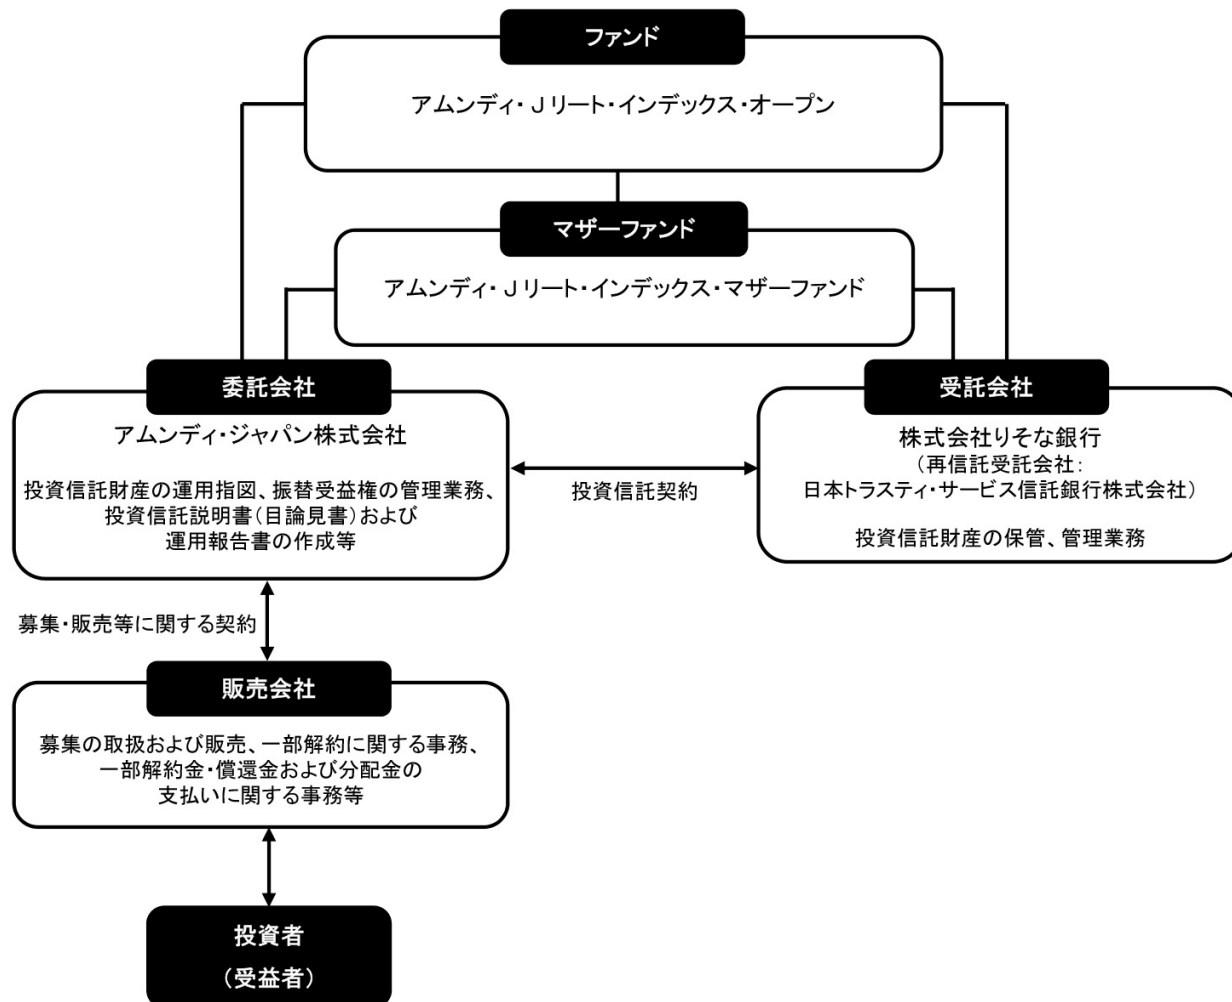 ファンド
アムンディ・Jリート・インデックス・オープン
マザーファンド
アムンディ・Jリート・インデックス・マザーファンド
委託会社
アムンディ・ジャパン株式会社
投資信託財産の運用指図、振替受益権の管理業務、
投資信託説明書(目論見書)および
運用報告書の作成等
投資信託契約
受託会社
株式会社りそな銀行
(再信託受託会社:
日本トラスティ・サービス信託銀行株式会社)
投資信託財産の保管、管理業務
募集・販売等に関する契約
販売会社
募集の取扱および販売、一部解約に関する事務、
一部解約金・償還金および分配金の
支払いに関する事務等
投資者
(受益者)